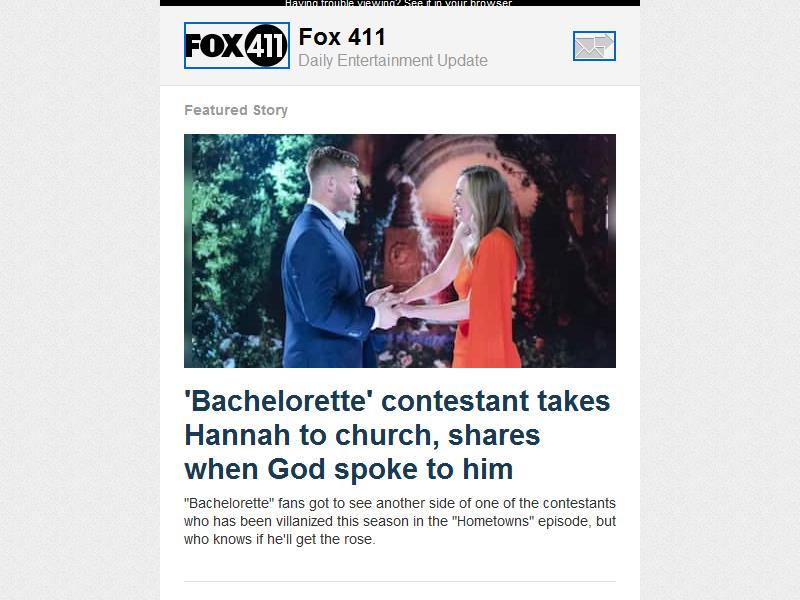 Having trouble viewing? See it in your browser
FOX 411
Fox 411
Daily Entertainment Update
Featured Story
'Bachelorette' contestant takes
Hannah to church, shares
when God spoke to him
"Bachelorette" fans got to see another side of one of the contestants
who has been villanized this season in the "Hometowns" episode, but
who knows if he'll get the rose.